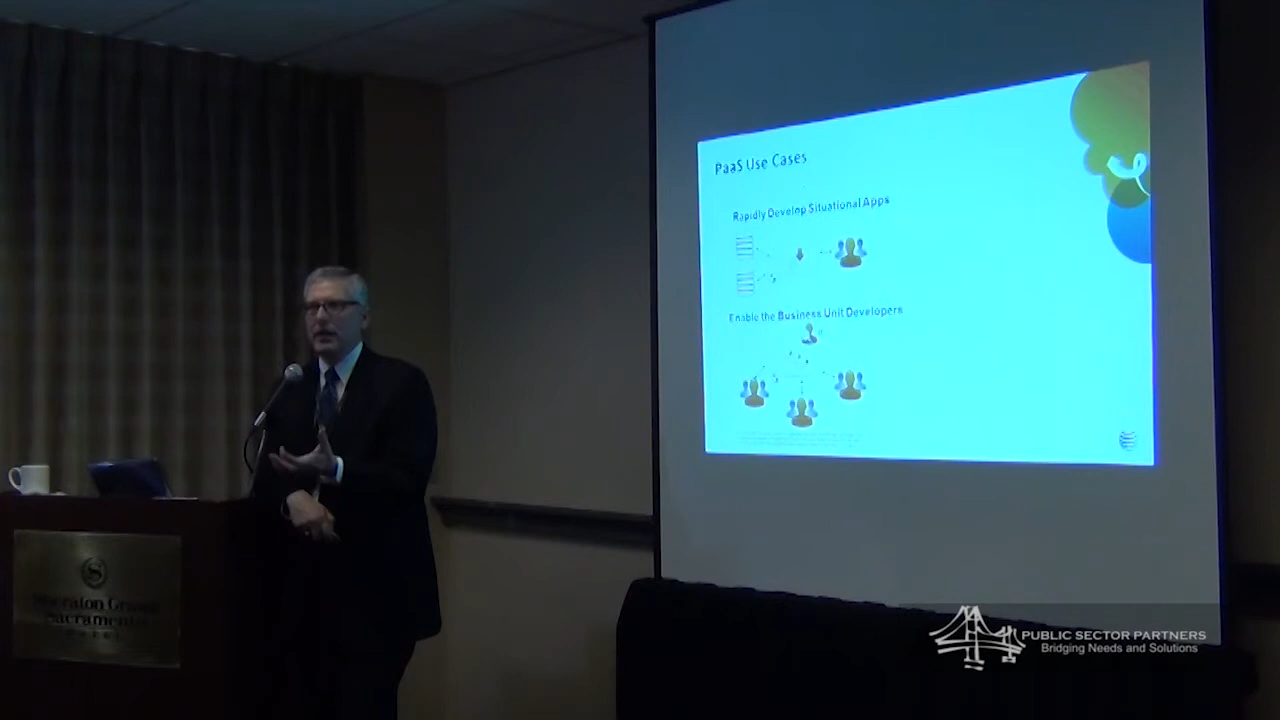 PaaS Use Cases
Rapidly Develop Situational Apps
Enable the Business Unit Developers
Sheraton Grand
Sacramento
HOTEL
PUBLIC SECTOR PARTNERS
Bridging Needs and Solutions